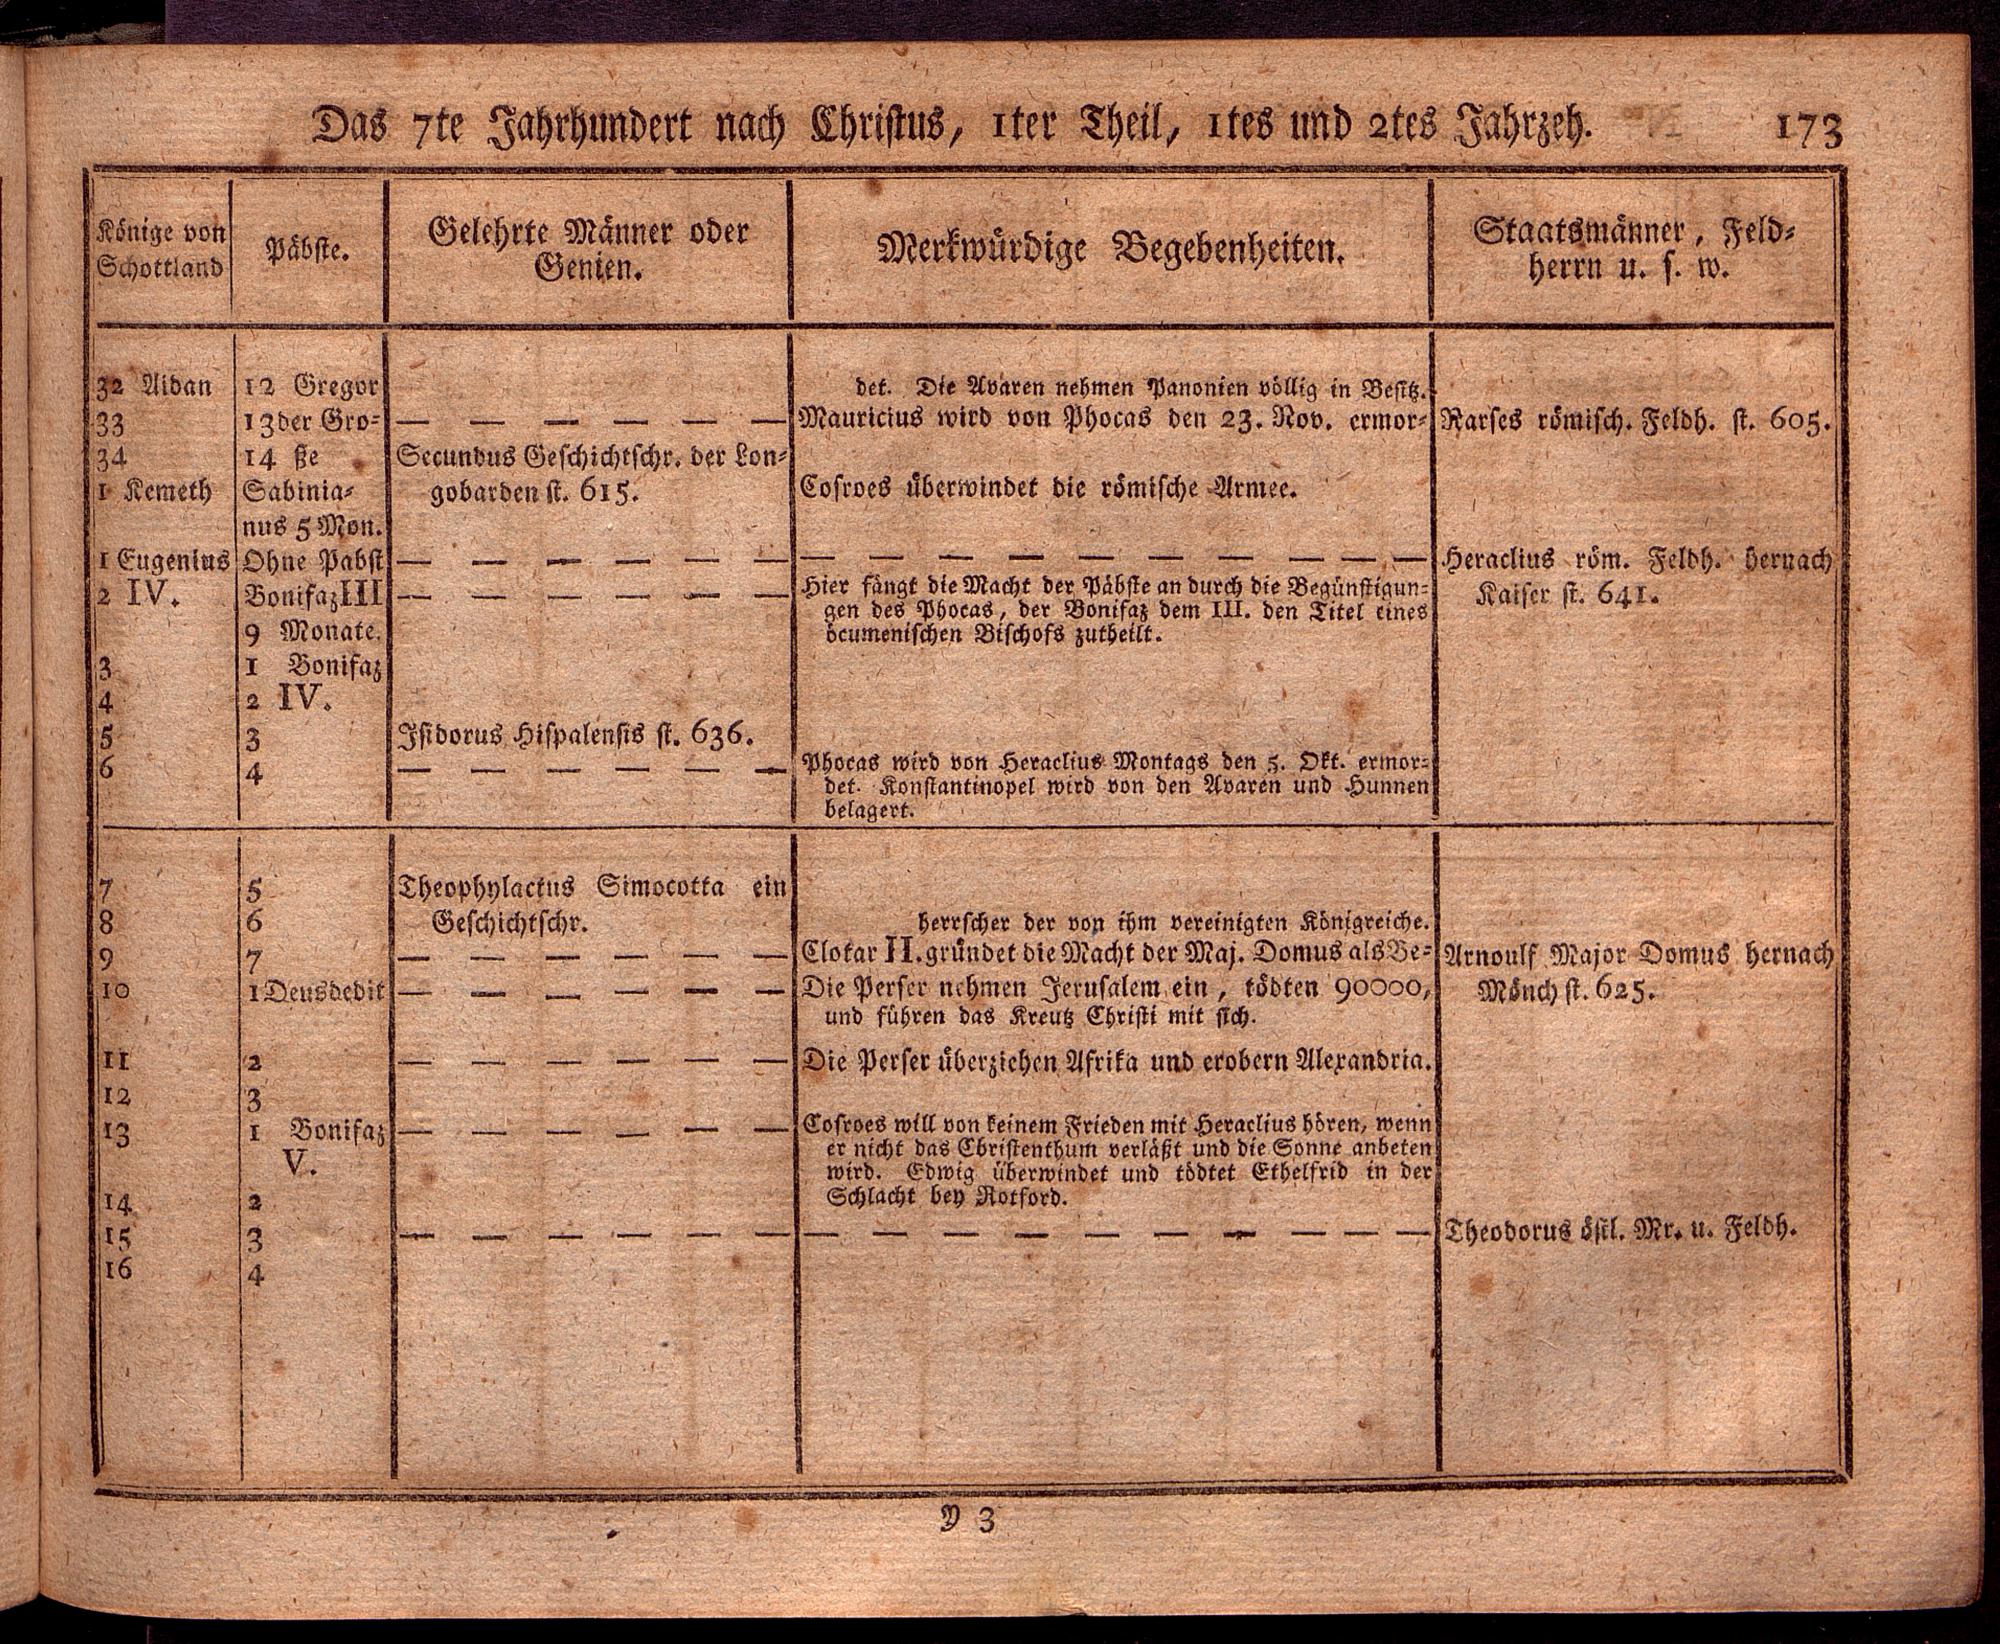 Das 7te Jahrhundert nach Christus, 1ter Theil, 1tes und 2tes Jahrzeh. 173
Könige von
Schottland
Päbste.
Gelehrte Männer oder
Genien.
Merkwürdige Begebenheiten.
Staatsmänner, Feld-
herrn u. s. w.
32 Aidan
33
34
1 Kemeth
1 Eugenius
2 IV.
3
4
5
6
12 Gregor
13 der Gro-
14 ße
Sabinia-
nus 5 Mon.
Ohne Pabst
Bonifaz III
9 Monate.
1 Bonifaz
2 IV.
3
4
— — — — — —
Secundus Geschichtschr. der Lon-
gobarden st. 615.
— — — — — —
— — — — — —
Isidorus Hispalensis st. 636.
— — — — — —
det. Die Avaren nehmen Panonien völlig in Besitz.
Mauricius wird von Phocas den 23. Nov. ermor-
Cosroes überwindet die römische Armee.
— — — — — — — — —
Hier fängt die Macht der Päbste an durch die Begünstigun-
gen des Phocas, der Bonifaz dem III. den Titel eines
öcumenischen Bischofs zutheilt.
Phocas wird von Heraclius Montags den 5. Okt. ermor-
det. Konstantinopel wird von den Avaren und Hunnen
belagert.
Narses römisch. Feldh. st. 605.
Heraclius röm. Feldh. hernach
Kaiser st. 641.
7
8
9
10
11
12
13
14
15
16
5
6
7
1 Deusdedit
2
3
1 Bonifaz
V.
2
3
4
Theophylactus Simocotta ein
Geschichtschr.
— — — — — —
— — — — — —
— — — — — —
— — — — — —
— — — — — —
herrscher der von ihm vereinigten Königreiche.
Clotar II. gründet die Macht der Maj. Domus als Be-
Die Perser nehmen Jerusalem ein, tödten 90000,
und führen das Kreutz Christi mit sich.
Die Perser überziehen Afrika und erobern Alexandria.
Cosroes will von keinem Frieden mit Heraclius hören, wenn
er nicht das Christenthum verläßt und die Sonne anbeten
wird. Edwig überwindet und tödtet Ethelfrid in der
Schlacht bey Rotford.
— — — — — — — — —
Arnoulf Major Domus hernach
Mönch st. 625.
Theodorus östl. Mr. u. Feldh.
Y 3